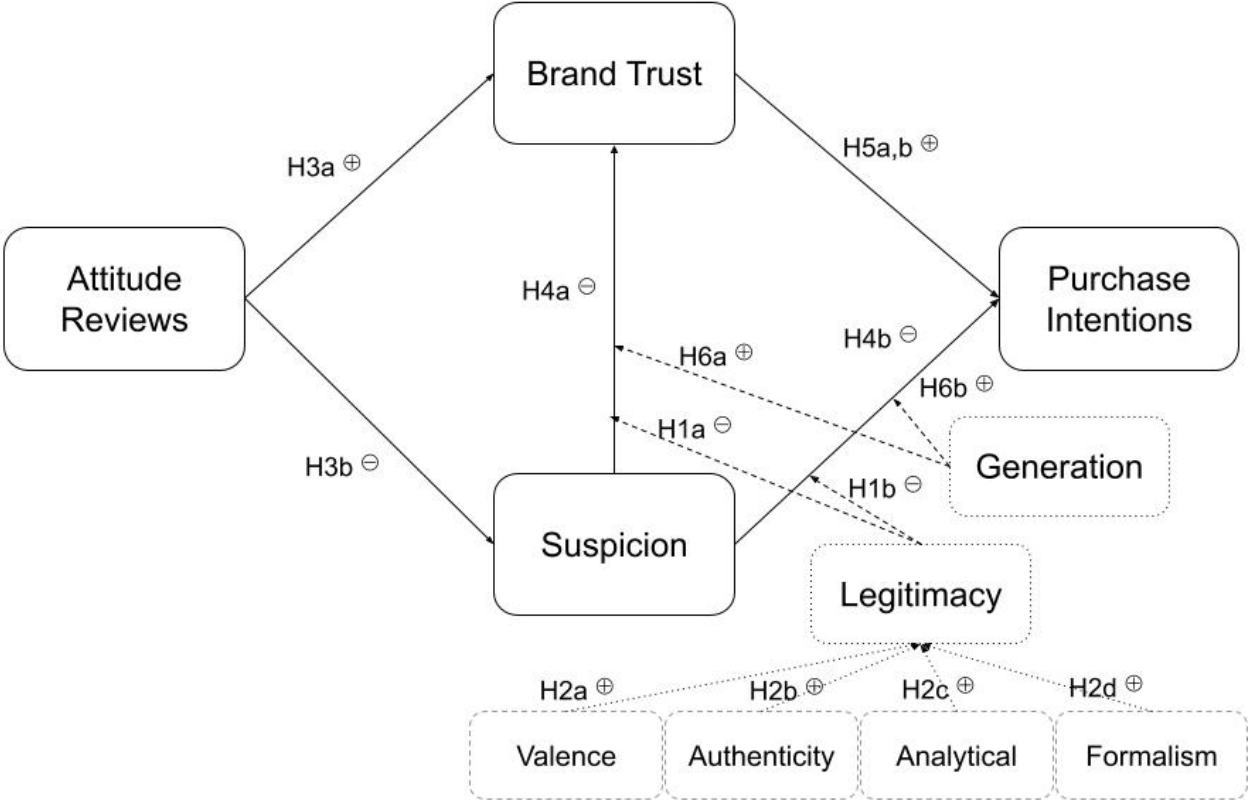 Brand Trust
H3a ⊕
H5a,b ⊕
Attitude
Reviews
Purchase
Intentions
H4a ⊖
H4b ⊖
H6a ⊕
H6b ⊕
H1a ⊖
H3b ⊖
Generation
H1b ⊖
Suspicion
Legitimacy
H2a ⊕
H2b ⊕
H2c ⊕
H2d ⊕
Valence
Authenticity
Analytical
Formalism